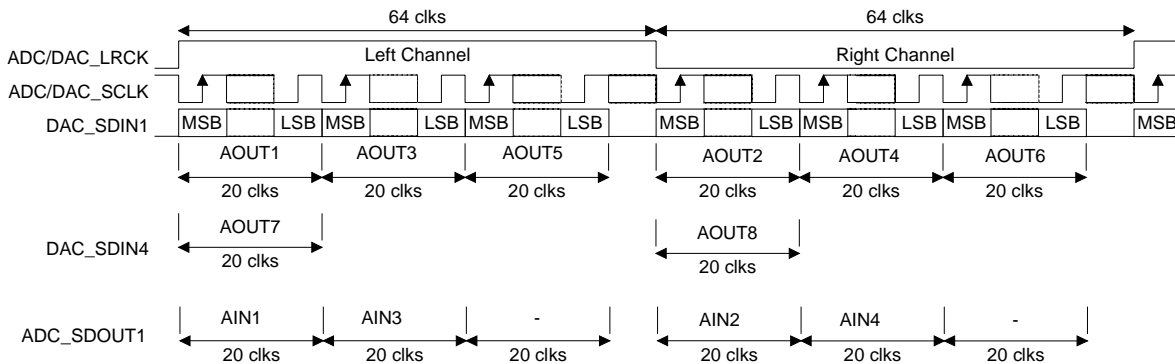 64 clks 64 clks
ADC/DAC_LRCK Left Channel Right Channel
ADC/DAC_SCLK
DAC_SDIN1 MSB LSB MSB LSB MSB LSB MSB LSB MSB LSB MSB LSB MSB
AOUT1 AOUT3 AOUT5 AOUT2 AOUT4 AOUT6
20 clks 20 clks 20 clks 20 clks 20 clks 20 clks
AOUT7 AOUT8
DAC_SDIN4
20 clks 20 clks
AIN1 AIN3 - AIN2 AIN4 -
ADC_SDOUT1
20 clks 20 clks 20 clks 20 clks 20 clks 20 clks